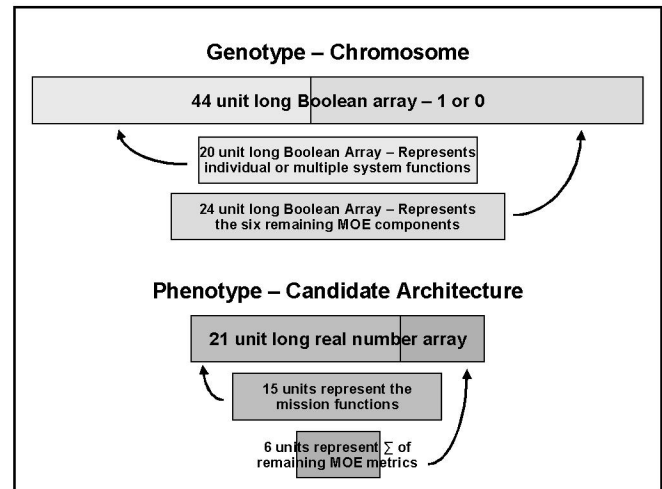 Genotype – Chromosome
44 unit long Boolean array – 1 or 0
20 unit long Boolean Array – Represents
individual or multiple system functions
24 unit long Boolean Array – Represents
the six remaining MOE components
Phenotype – Candidate Architecture
21 unit long real number array
15 units represent the
mission functions
6 units represent ∑ of
remaining MOE metrics